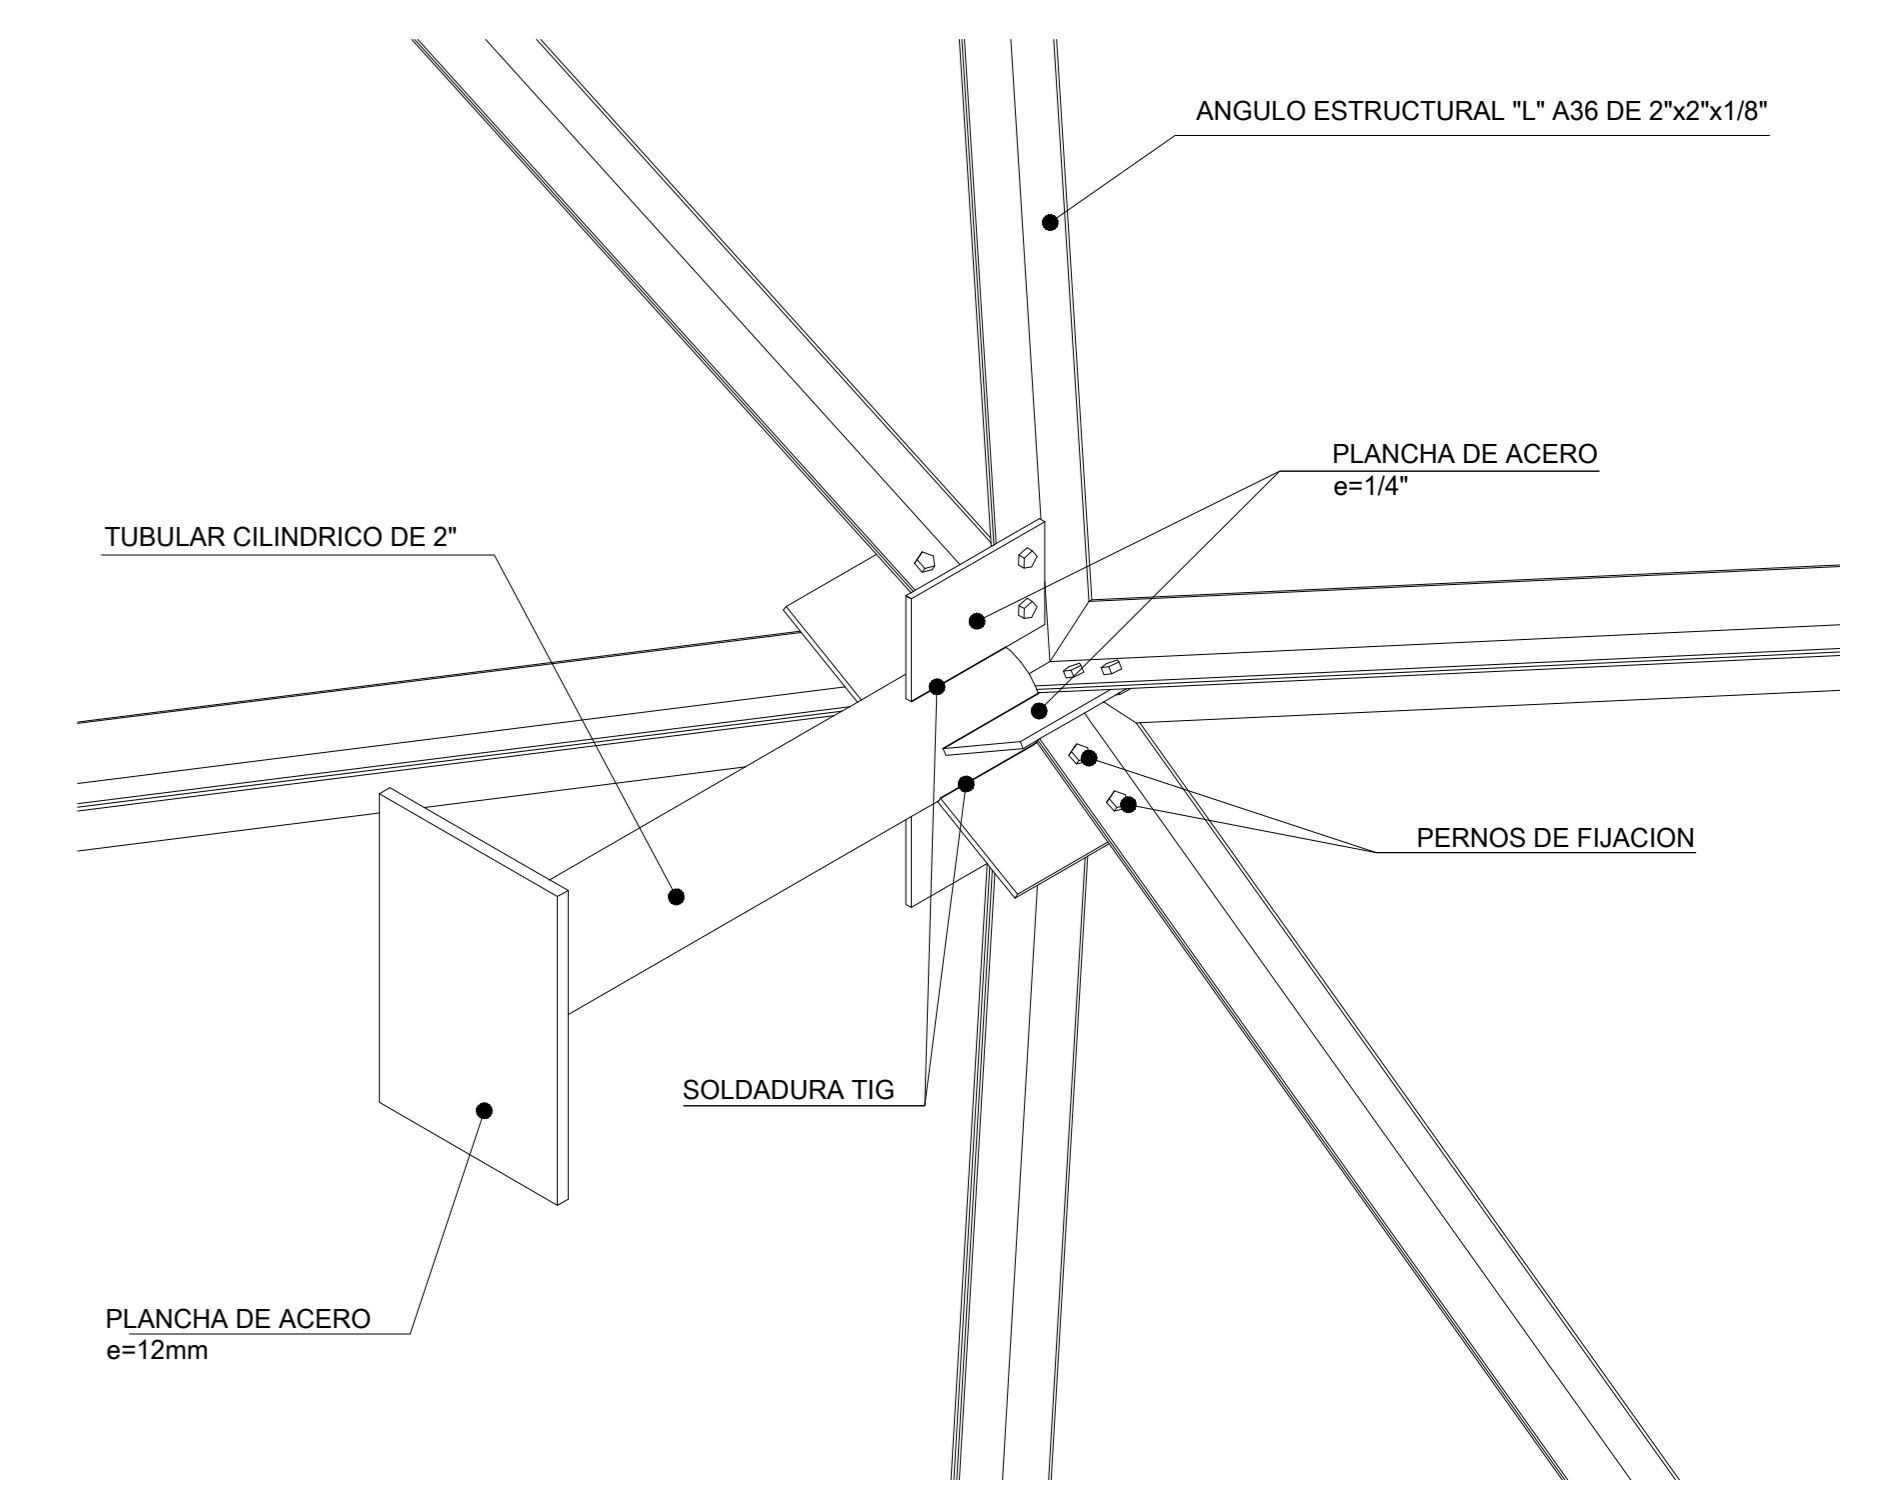 ANGULO ESTRUCTURAL "L" A36 DE 2"x2"x1/8"
PLANCHA DE ACERO
e=1/4"
TUBULAR CILINDRICO DE 2"
PERNOS DE FIJACION
SOLDADURA TIG
PLANCHA DE ACERO
e=12mm